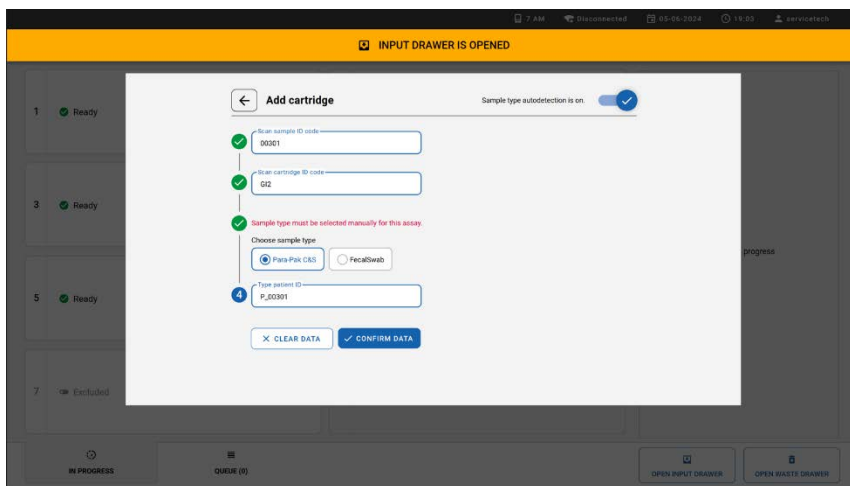 7 AM Disconnected 03-06-2024 19:03 servicetech
INPUT DRAWER IS OPENED
Add cartridge
Sample type autodetection is on.
1 Ready
Scan sample ID code
00301
Scan cartridge ID code
GI2
3 Ready
Sample type must be selected manually for this assay.
Choose sample type
Para-Pak C&S FecalSwab
progress
5 Ready
Type patient ID
4 P_00301
CLEAR DATA CONFIRM DATA
7 Excluded
IN PROGRESS QUEUE (0)
OPEN INPUT DRAWER OPEN WASTE DRAWER